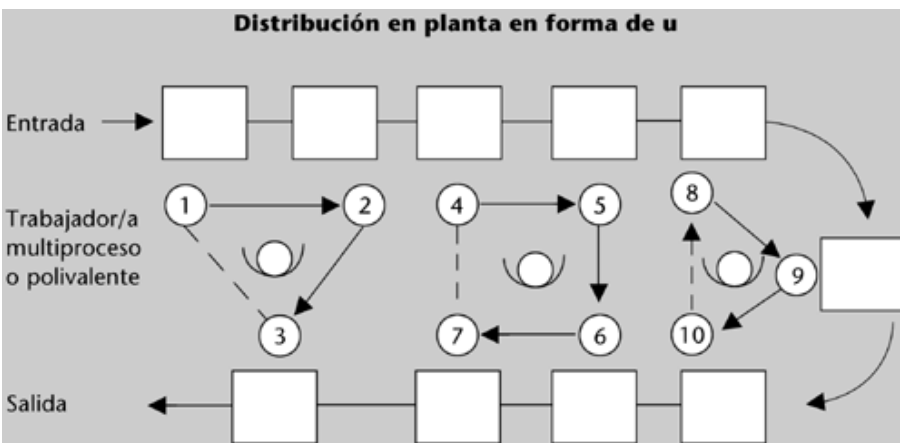 Distribución en planta en forma de u
Entrada
Trabajador/a
multiproceso
o polivalente
1
2
4
5
8
9
3
7
6
10
Salida